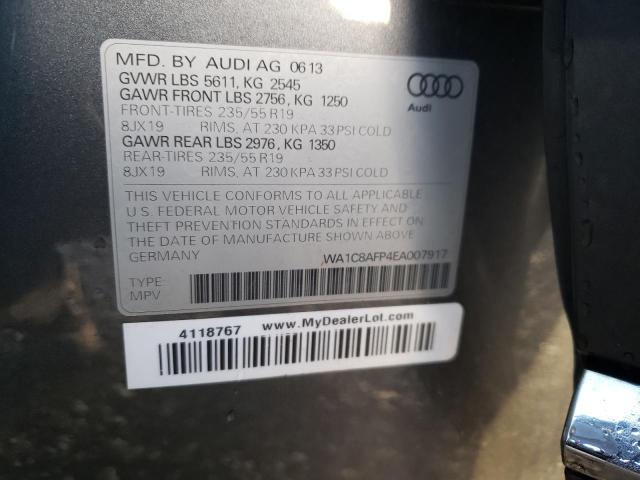 MFD. BY AUDI AG 0613
GVWR LBS 5611, KG 2545
GAWR FRONT LBS 2756, KG 1250
FRONT-TIRES 235/55 R19
8JX19 RIMS, AT 230 KPA 33 PSI COLD
GAWR REAR LBS 2976, KG 1350
REAR-TIRES 235/55 R19
8JX19 RIMS, AT 230 KPA 33 PSI COLD
Audi
THIS VEHICLE CONFORMS TO ALL APPLICABLE
U.S. FEDERAL MOTOR VEHICLE SAFETY AND
THEFT PREVENTION STANDARDS IN EFFECT ON
THE DATE OF MANUFACTURE SHOWN ABOVE.
GERMANY WA1C8AFP4EA007917
TYPE:
MPV
4118767 www.MyDealerLot.com